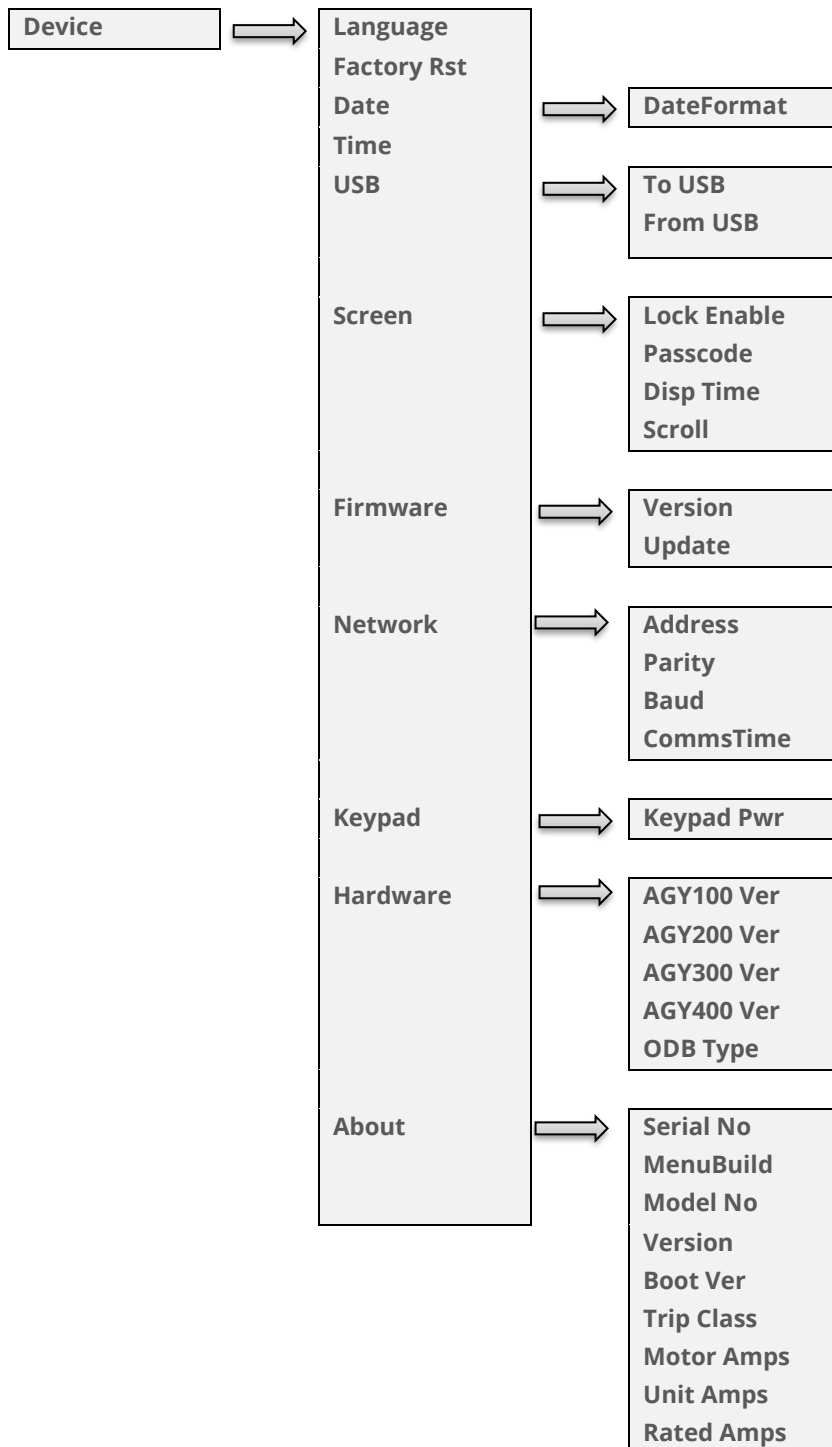 Device
Language
Factory Rst
Date
DateFormat
Time
USB
To USB
From USB
Screen
Lock Enable
Passcode
Disp Time
Scroll
Firmware
Version
Update
Network
Address
Parity
Baud
CommsTime
Keypad
Keypad Pwr
Hardware
AGY100 Ver
AGY200 Ver
AGY300 Ver
AGY400 Ver
ODB Type
About
Serial No
MenuBuild
Model No
Version
Boot Ver
Trip Class
Motor Amps
Unit Amps
Rated Amps